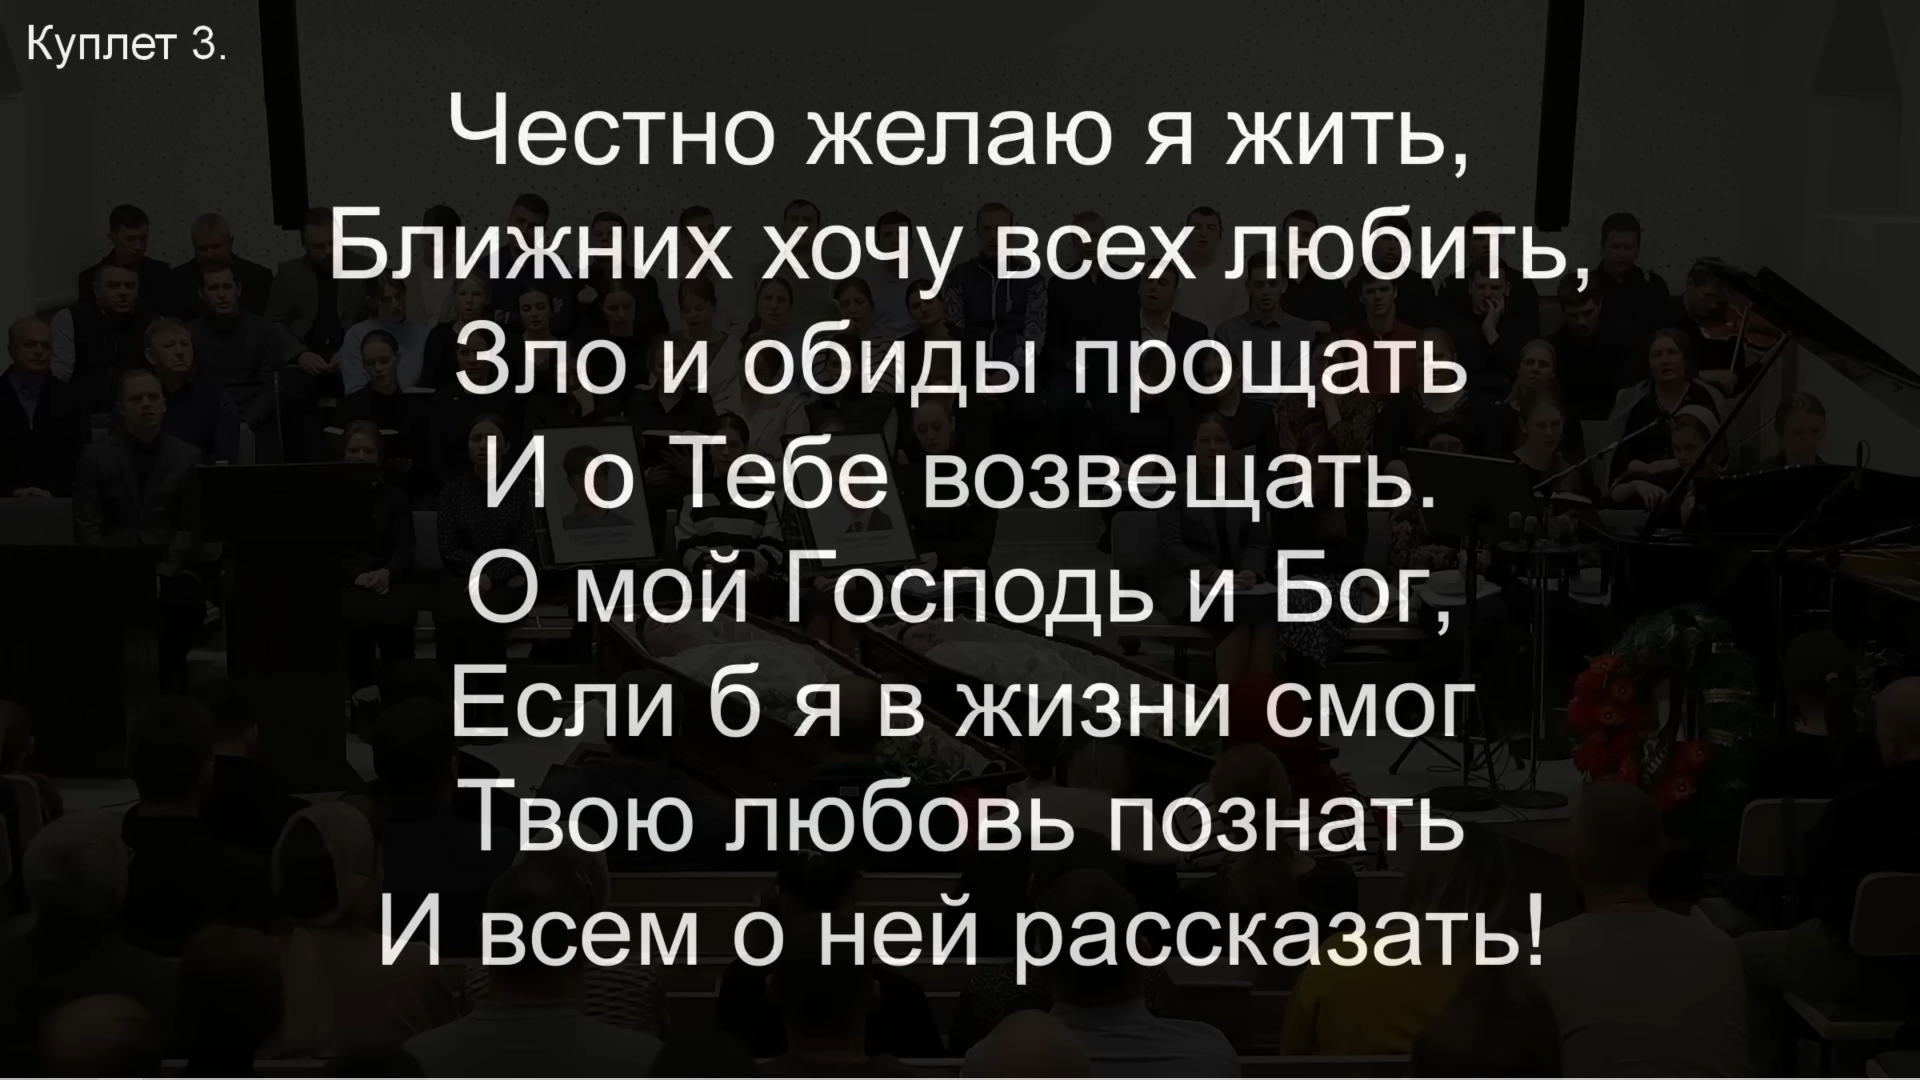 Куплет 3.
Честно желаю я жить,
Ближних хочу всех любить,
Зло и обиды прощать
И о Тебе возвещать.
О мой Господь и Бог,
Если б я в жизни смог
Твою любовь познать
И всем о ней рассказать!